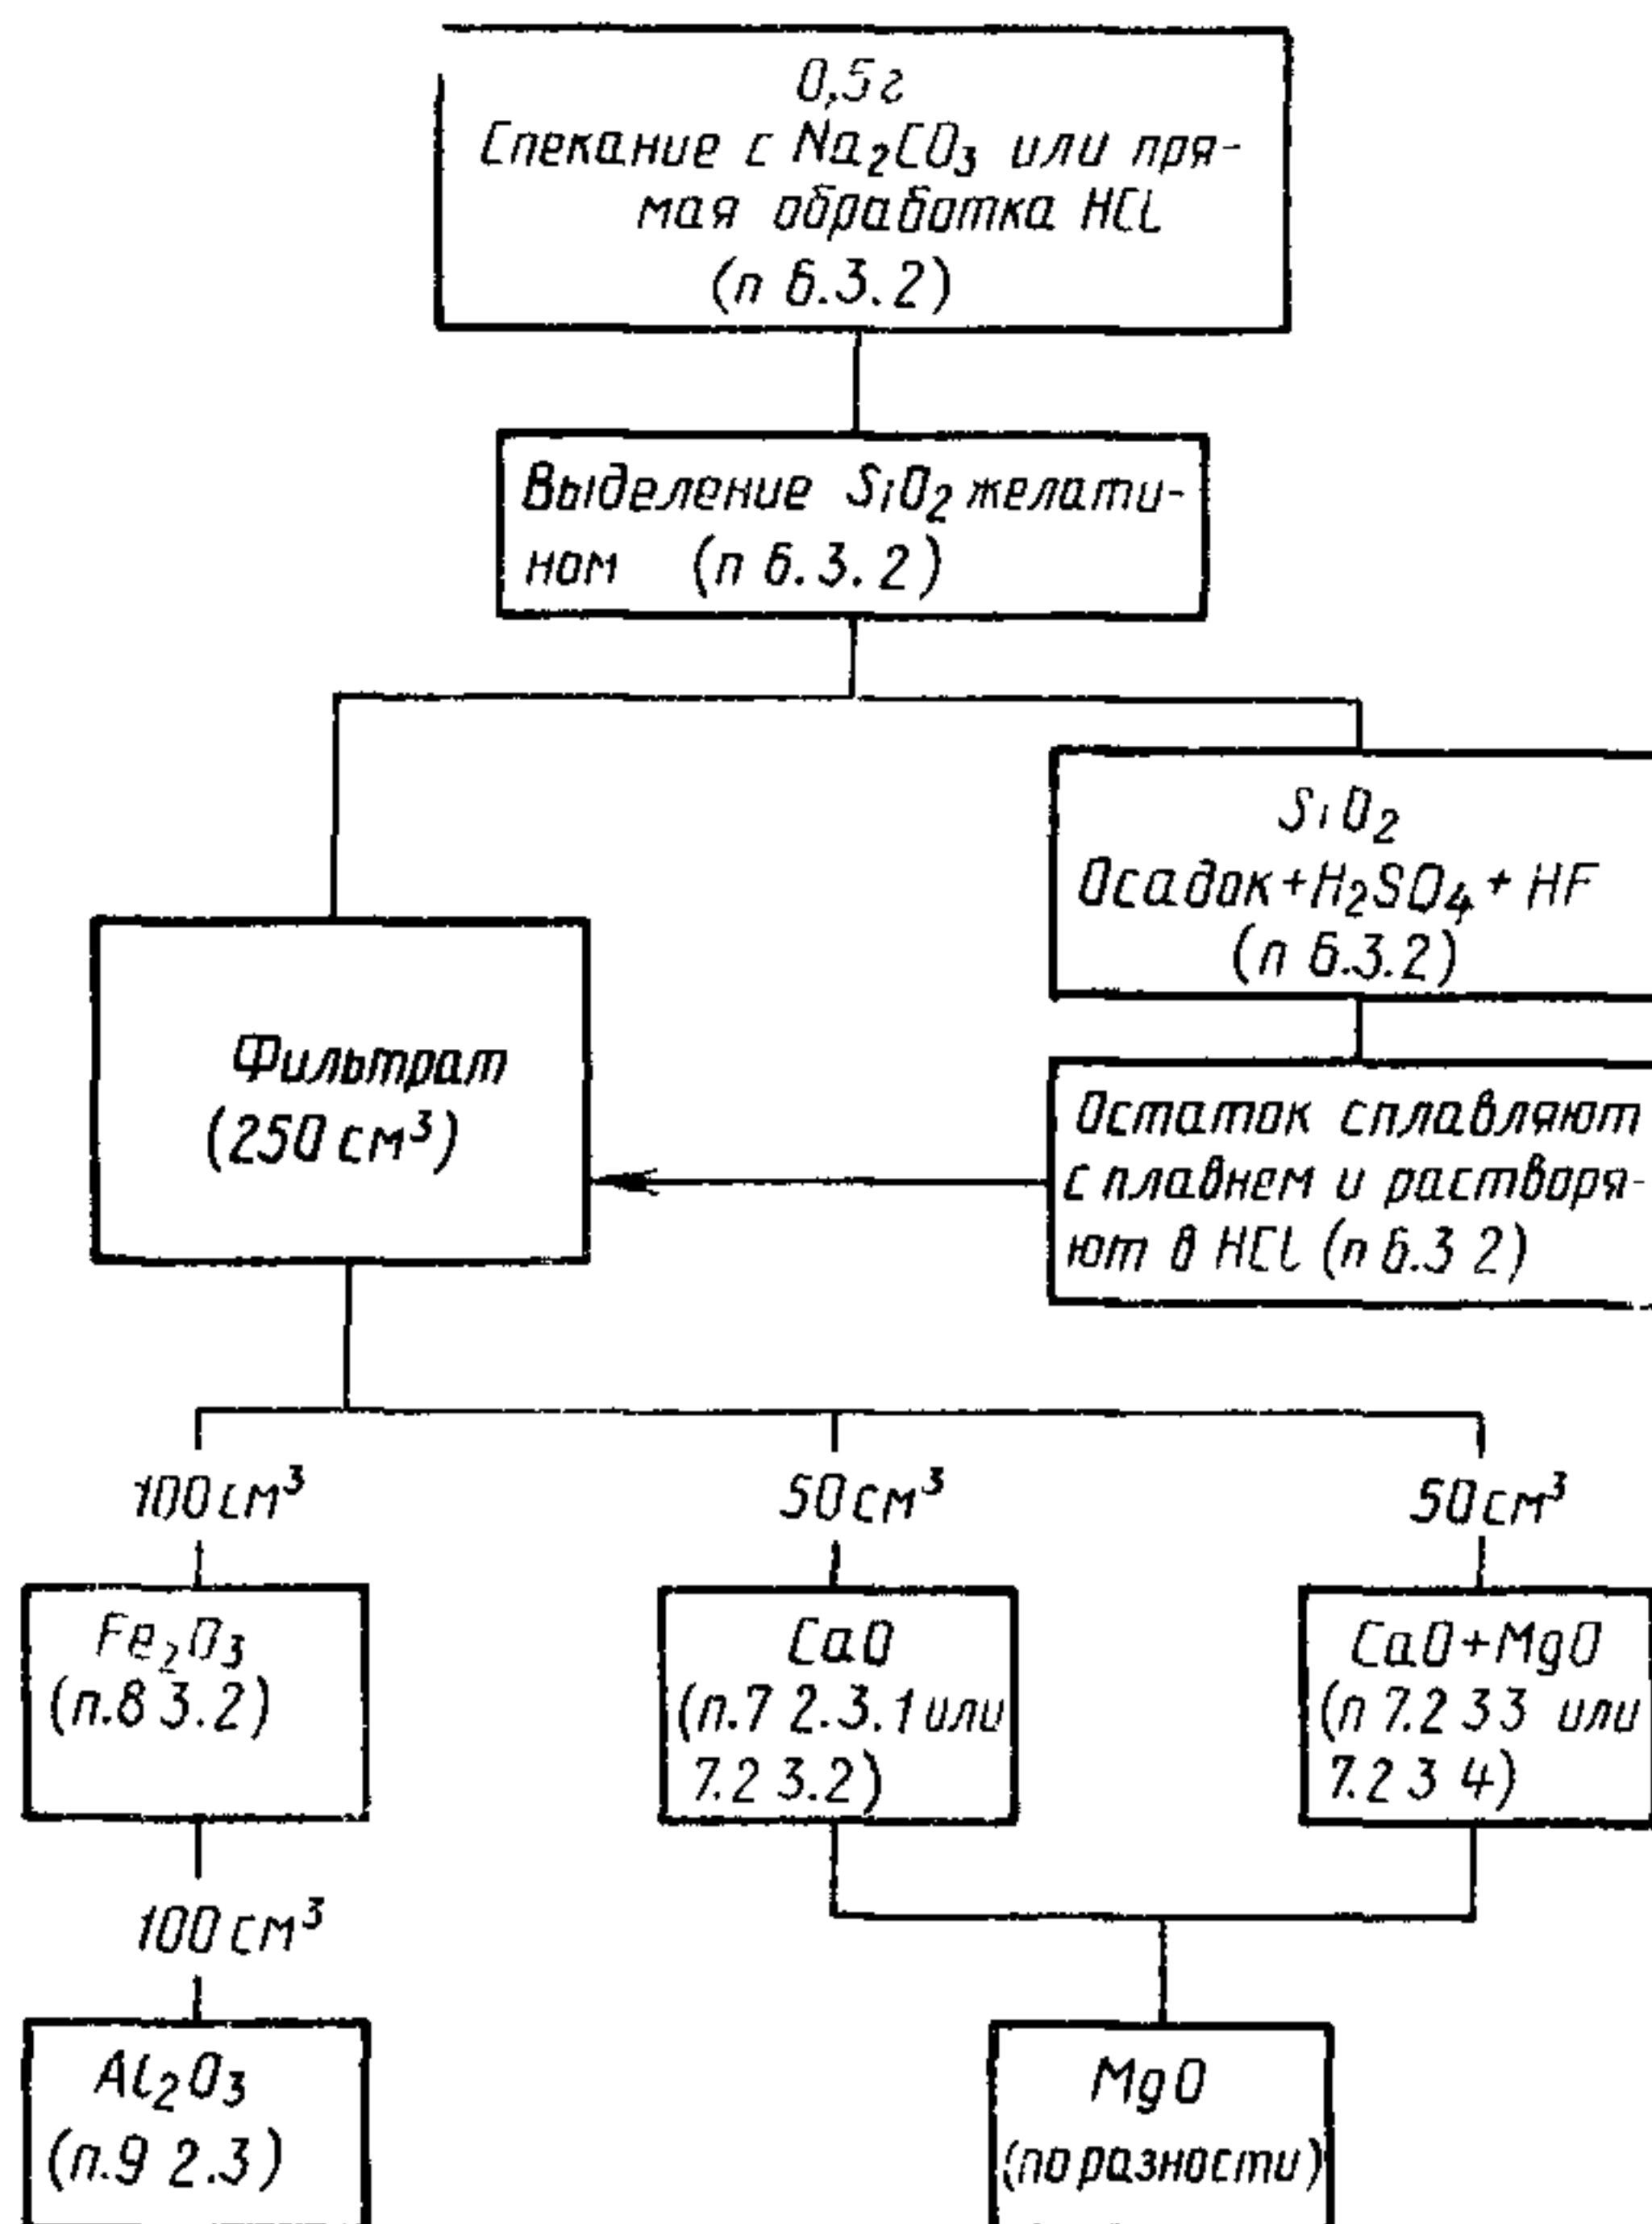 0,5г
Спекание с Na₂CO₃ или пря-
мая обработка HCl
(п 6.3.2)
Выделение SiO₂ желати-
ном (п 6.3.2)
SiO₂
Осадок+H₂SO₄+HF
(п 6.3.2)
Фильтрат
(250 см³)
Остаток сплавляют
с плавнем и растворя-
ют в HCl (п 6.3 2)
100 см³
50 см³
50 см³
Fe₂O₃
(п.8 3.2)
CaO
(п.7 2.3.1 или
7.2 3.2)
CaO+MgO
(п 7.2 3 3 или
7.2 3 4)
100 см³
Al₂O₃
(п.9 2.3)
MgO
(по разности)